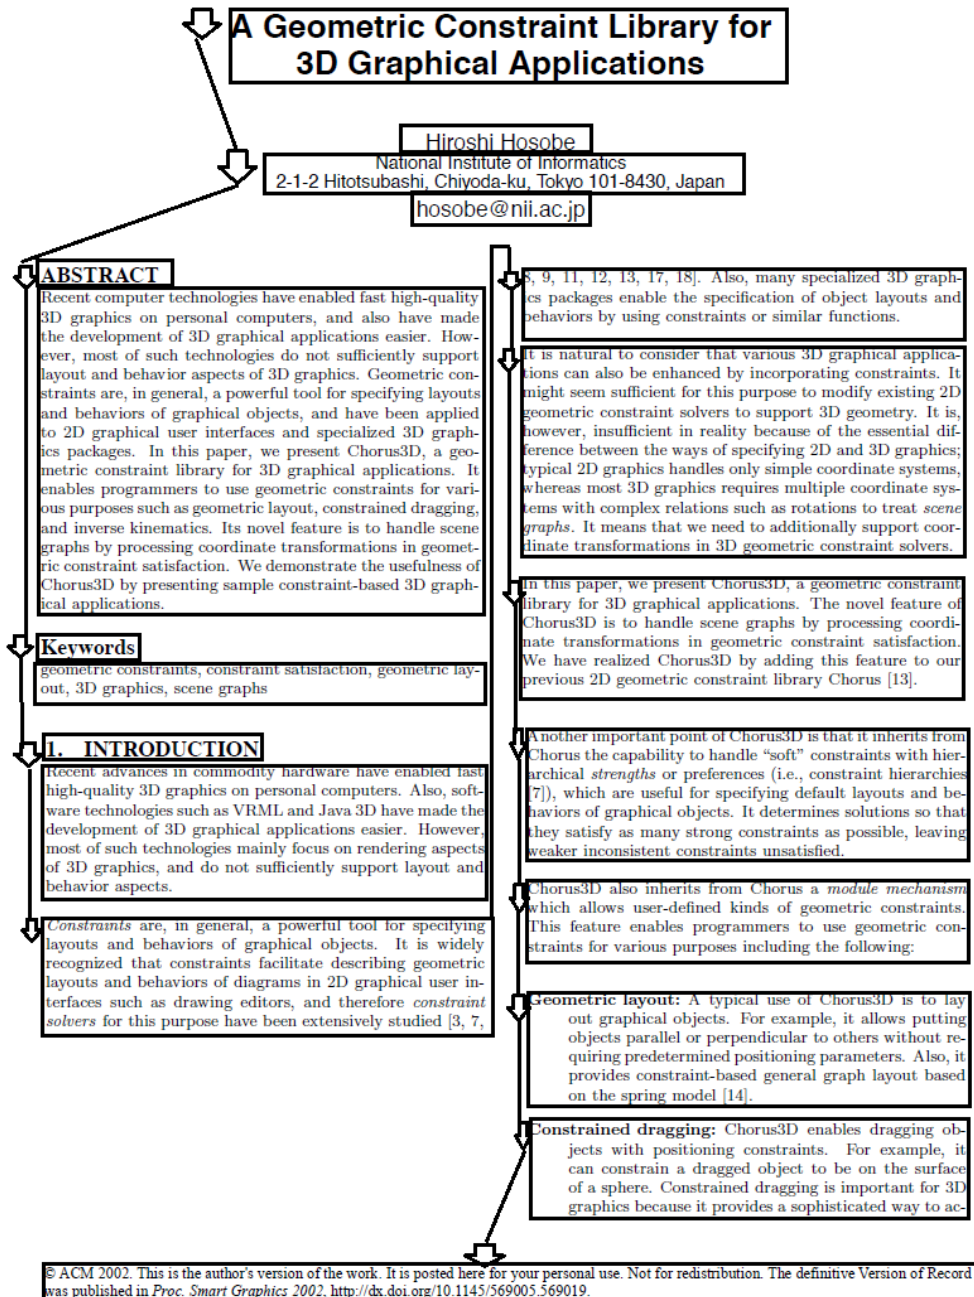 A Geometric Constraint Library for
3D Graphical Applications
Hiroshi Hosobe
National Institute of Informatics
2-1-2 Hitotsubashi, Chiyoda-ku, Tokyo 101-8430, Japan
hosobe@nii.ac.jp
ABSTRACT
Recent computer technologies have enabled fast high-quality
3D graphics on personal computers, and also have made
the development of 3D graphical applications easier. How-
ever, most of such technologies do not sufficiently support
layout and behavior aspects of 3D graphics. Geometric con-
straints are, in general, a powerful tool for specifying layouts
and behaviors of graphical objects, and have been applied
to 2D graphical user interfaces and specialized 3D graph-
ics packages. In this paper, we present Chorus3D, a geo-
metric constraint library for 3D graphical applications. It
enables programmers to use geometric constraints for vari-
ous purposes such as geometric layout, constrained dragging,
and inverse kinematics. Its novel feature is to handle scene
graphs by processing coordinate transformations in geomet-
ric constraint satisfaction. We demonstrate the usefulness of
Chorus3D by presenting sample constraint-based 3D graph-
ical applications.
Keywords
geometric constraints, constraint satisfaction, geometric lay-
out, 3D graphics, scene graphs
1. INTRODUCTION
Recent advances in commodity hardware have enabled fast
high-quality 3D graphics on personal computers. Also, soft-
ware technologies such as VRML and Java 3D have made the
development of 3D graphical applications easier. However,
most of such technologies mainly focus on rendering aspects
of 3D graphics, and do not sufficiently support layout and
behavior aspects.
Constraints are, in general, a powerful tool for specifying
layouts and behaviors of graphical objects. It is widely
recognized that constraints facilitate describing geometric
layouts and behaviors of diagrams in 2D graphical user in-
terfaces such as drawing editors, and therefore constraint
solvers for this purpose have been extensively studied [3, 7,
8, 9, 11, 12, 13, 17, 18]. Also, many specialized 3D graph-
ics packages enable the specification of object layouts and
behaviors by using constraints or similar functions.
It is natural to consider that various 3D graphical applica-
tions can also be enhanced by incorporating constraints. It
might seem sufficient for this purpose to modify existing 2D
geometric constraint solvers to support 3D geometry. It is,
however, insufficient in reality because of the essential dif-
ference between the ways of specifying 2D and 3D graphics;
typical 2D graphics handles only simple coordinate systems,
whereas most 3D graphics requires multiple coordinate sys-
tems with complex relations such as rotations to treat scene
graphs. It means that we need to additionally support coor-
dinate transformations in 3D geometric constraint solvers.
In this paper, we present Chorus3D, a geometric constraint
library for 3D graphical applications. The novel feature of
Chorus3D is to handle scene graphs by processing coordi-
nate transformations in geometric constraint satisfaction.
We have realized Chorus3D by adding this feature to our
previous 2D geometric constraint library Chorus [13].
Another important point of Chorus3D is that it inherits from
Chorus the capability to handle “soft” constraints with hier-
archical strengths or preferences (i.e., constraint hierarchies
[7]), which are useful for specifying default layouts and be-
haviors of graphical objects. It determines solutions so that
they satisfy as many strong constraints as possible, leaving
weaker inconsistent constraints unsatisfied.
Chorus3D also inherits from Chorus a module mechanism
which allows user-defined kinds of geometric constraints.
This feature enables programmers to use geometric con-
straints for various purposes including the following:
Geometric layout: A typical use of Chorus3D is to lay
out graphical objects. For example, it allows putting
objects parallel or perpendicular to others without re-
quiring predetermined positioning parameters. Also, it
provides constraint-based general graph layout based
on the spring model [14].
Constrained dragging: Chorus3D enables dragging ob-
jects with positioning constraints. For example, it
can constrain a dragged object to be on the surface
of a sphere. Constrained dragging is important for 3D
graphics because it provides a sophisticated way to ac-
© ACM 2002. This is the author's version of the work. It is posted here for your personal use. Not for redistribution. The definitive Version of Record
was published in Proc. Smart Graphics 2002, http://dx.doi.org/10.1145/569005.569019.